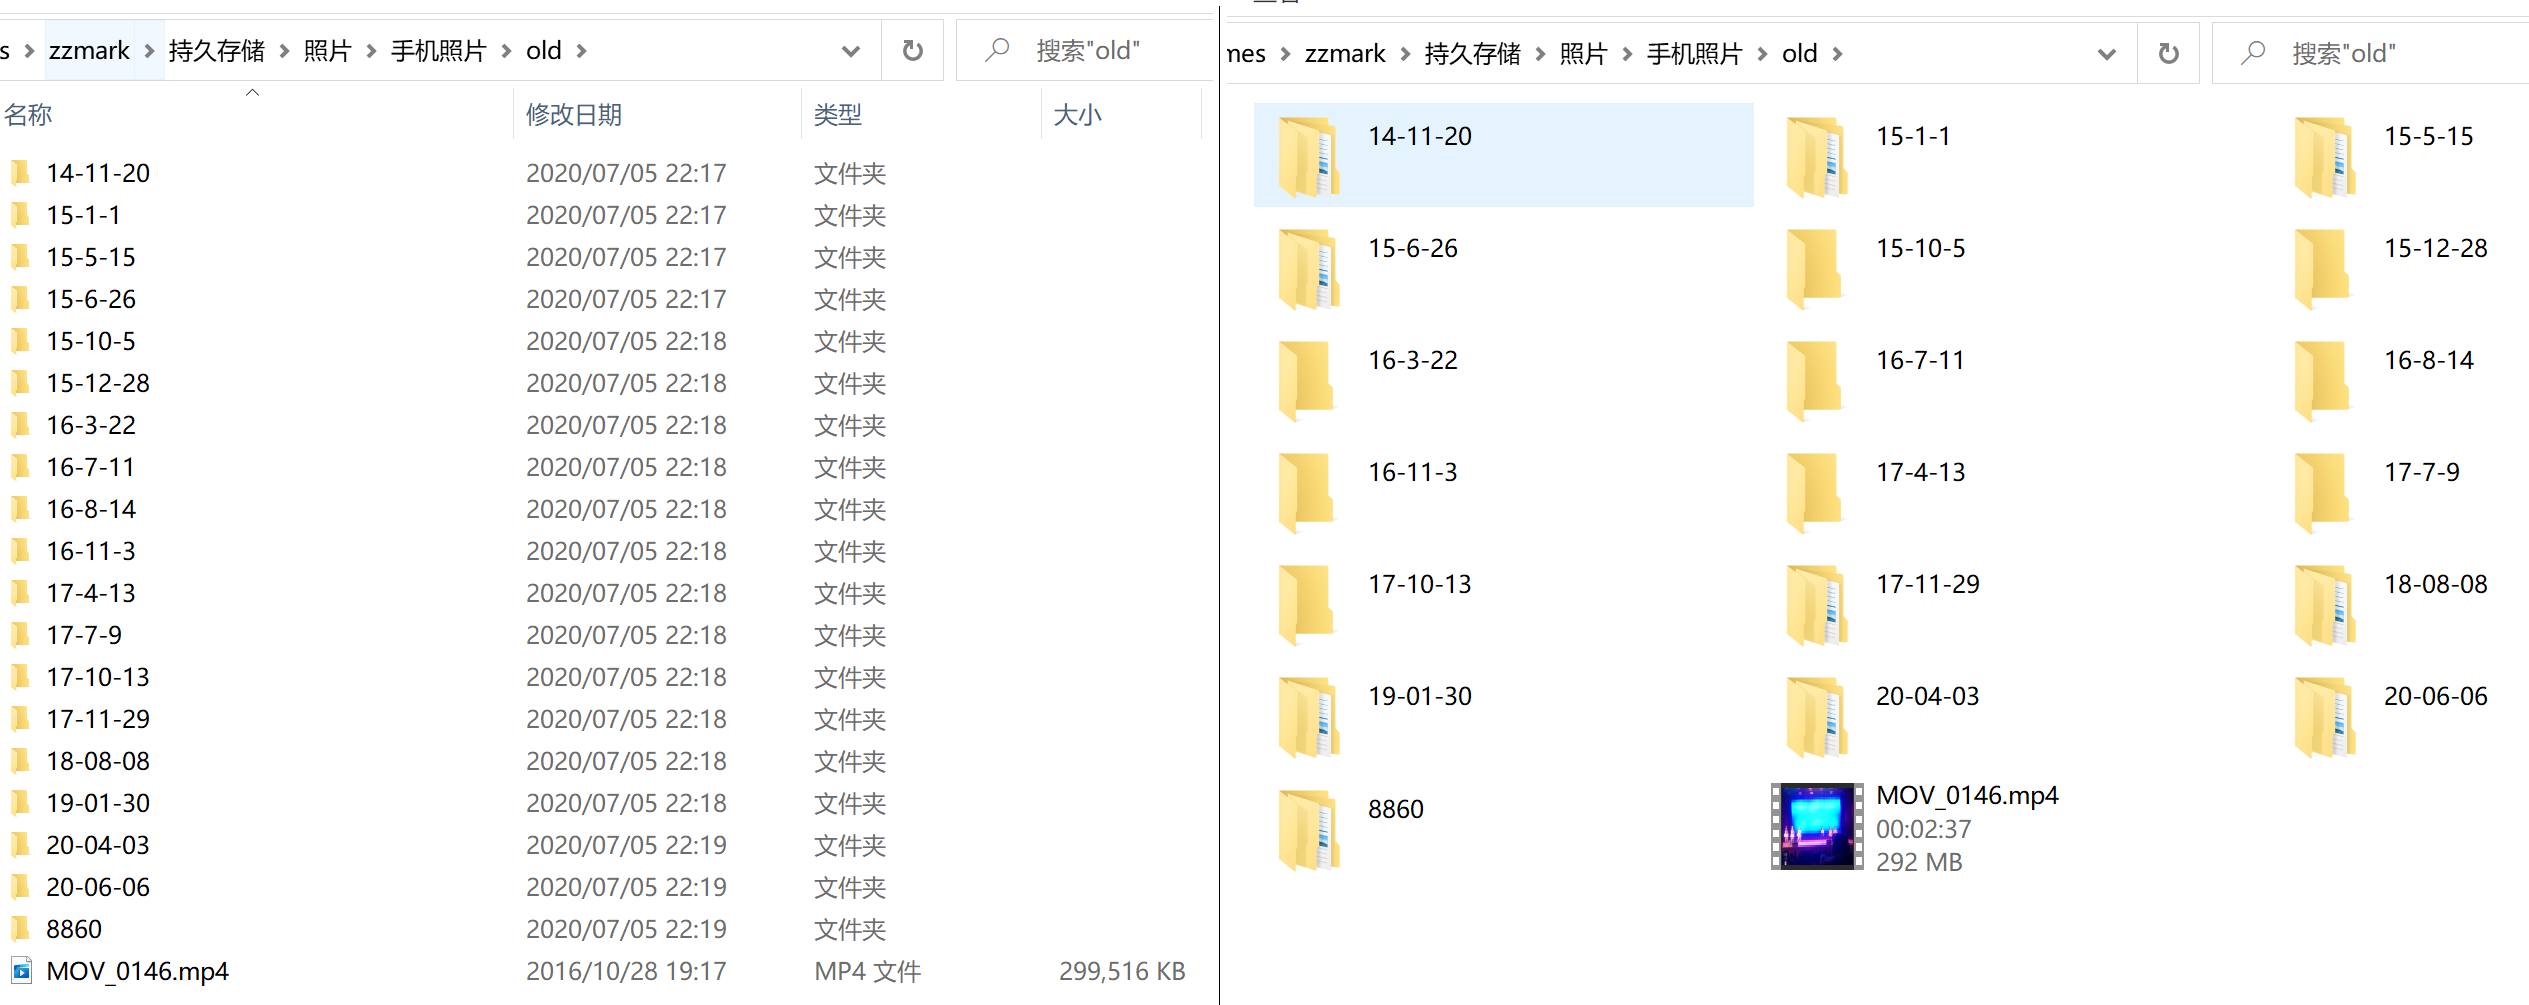 s > zzmark > 持久存储 > 照片 > 手机照片 > old >
搜索"old"
名称 修改日期 类型 大小
14-11-20 2020/07/05 22:17 文件夹
15-1-1 2020/07/05 22:17 文件夹
15-5-15 2020/07/05 22:17 文件夹
15-6-26 2020/07/05 22:17 文件夹
15-10-5 2020/07/05 22:18 文件夹
15-12-28 2020/07/05 22:18 文件夹
16-3-22 2020/07/05 22:18 文件夹
16-7-11 2020/07/05 22:18 文件夹
16-8-14 2020/07/05 22:18 文件夹
16-11-3 2020/07/05 22:18 文件夹
17-4-13 2020/07/05 22:18 文件夹
17-7-9 2020/07/05 22:18 文件夹
17-10-13 2020/07/05 22:18 文件夹
17-11-29 2020/07/05 22:18 文件夹
18-08-08 2020/07/05 22:18 文件夹
19-01-30 2020/07/05 22:18 文件夹
20-04-03 2020/07/05 22:19 文件夹
20-06-06 2020/07/05 22:19 文件夹
8860 2020/07/05 22:19 文件夹
MOV_0146.mp4 2016/10/28 19:17 MP4 文件 299,516 KB
mes > zzmark > 持久存储 > 照片 > 手机照片 > old >
搜索"old"
14-11-20 15-1-1 15-5-15
15-6-26 15-10-5 15-12-28
16-3-22 16-7-11 16-8-14
16-11-3 17-4-13 17-7-9
17-10-13 17-11-29 18-08-08
19-01-30 20-04-03 20-06-06
8860
MOV_0146.mp4
00:02:37
292 MB